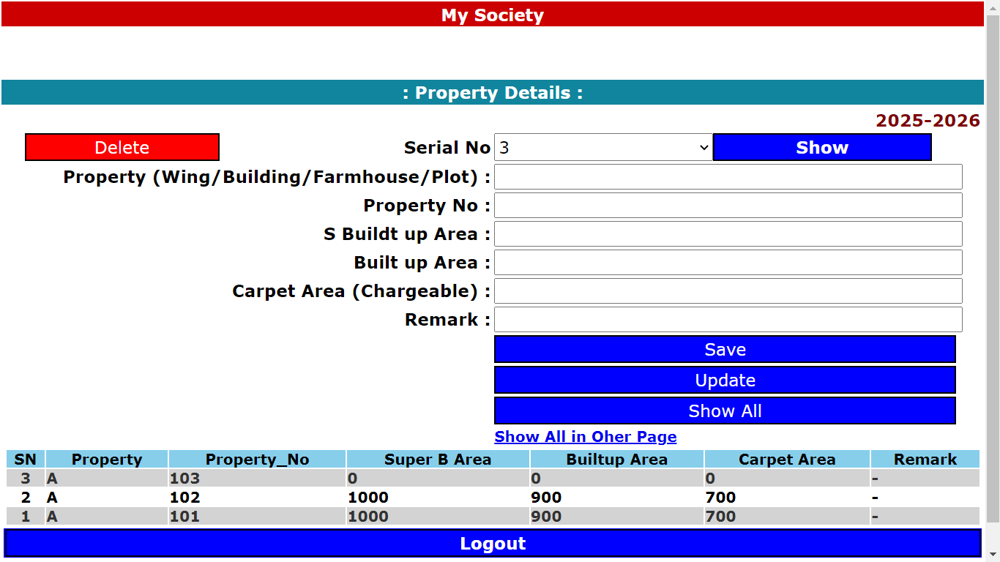 My Society
: Property Details :
2025-2026
Delete Serial No 3 Show
Property (Wing/Building/Farmhouse/Plot) :
Property No :
S Buildt up Area :
Built up Area :
Carpet Area (Chargeable) :
Remark :
Save
Update
Show All
Show All in Oher Page
SN Property Property_No Super B Area Builtup Area Carpet Area Remark
3 A 103 0 0 0 -
2 A 102 1000 900 700 -
1 A 101 1000 900 700 -
Logout